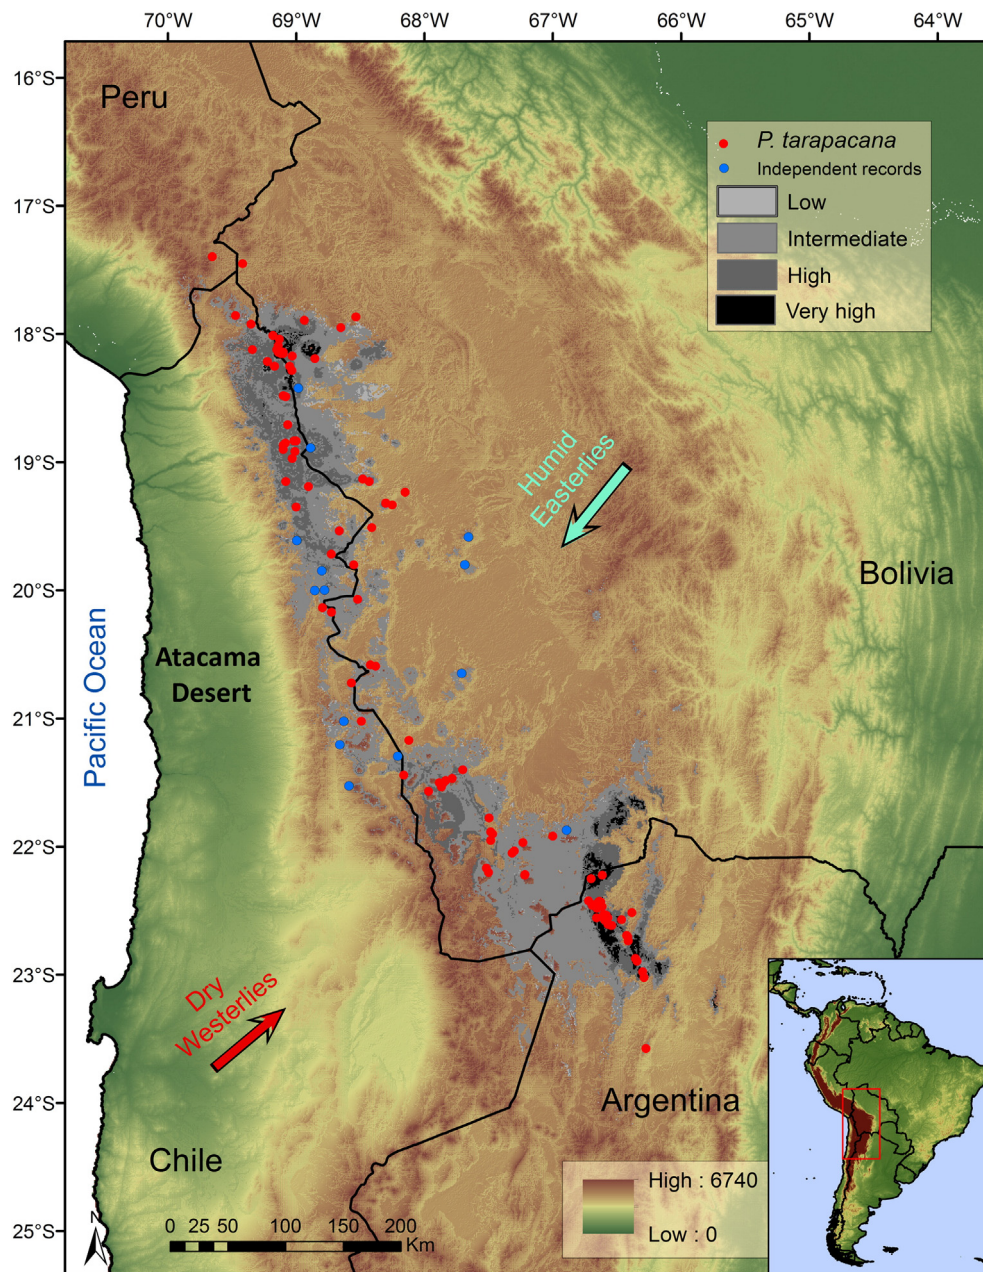 70°W 69°W 68°W 67°W 66°W 65°W 64°W
16°S
Peru
P. tarapacana
Independent records
Low
Intermediate
High
Very high
17°S
18°S
19°S
Humid
Easterlies
20°S
Bolivia
Pacific Ocean
Atacama
Desert
21°S
22°S
23°S
Dry
Westerlies
24°S
Argentina
Chile
High : 6740
Low : 0
25°S
N
0 25 50 100 150 200
Km